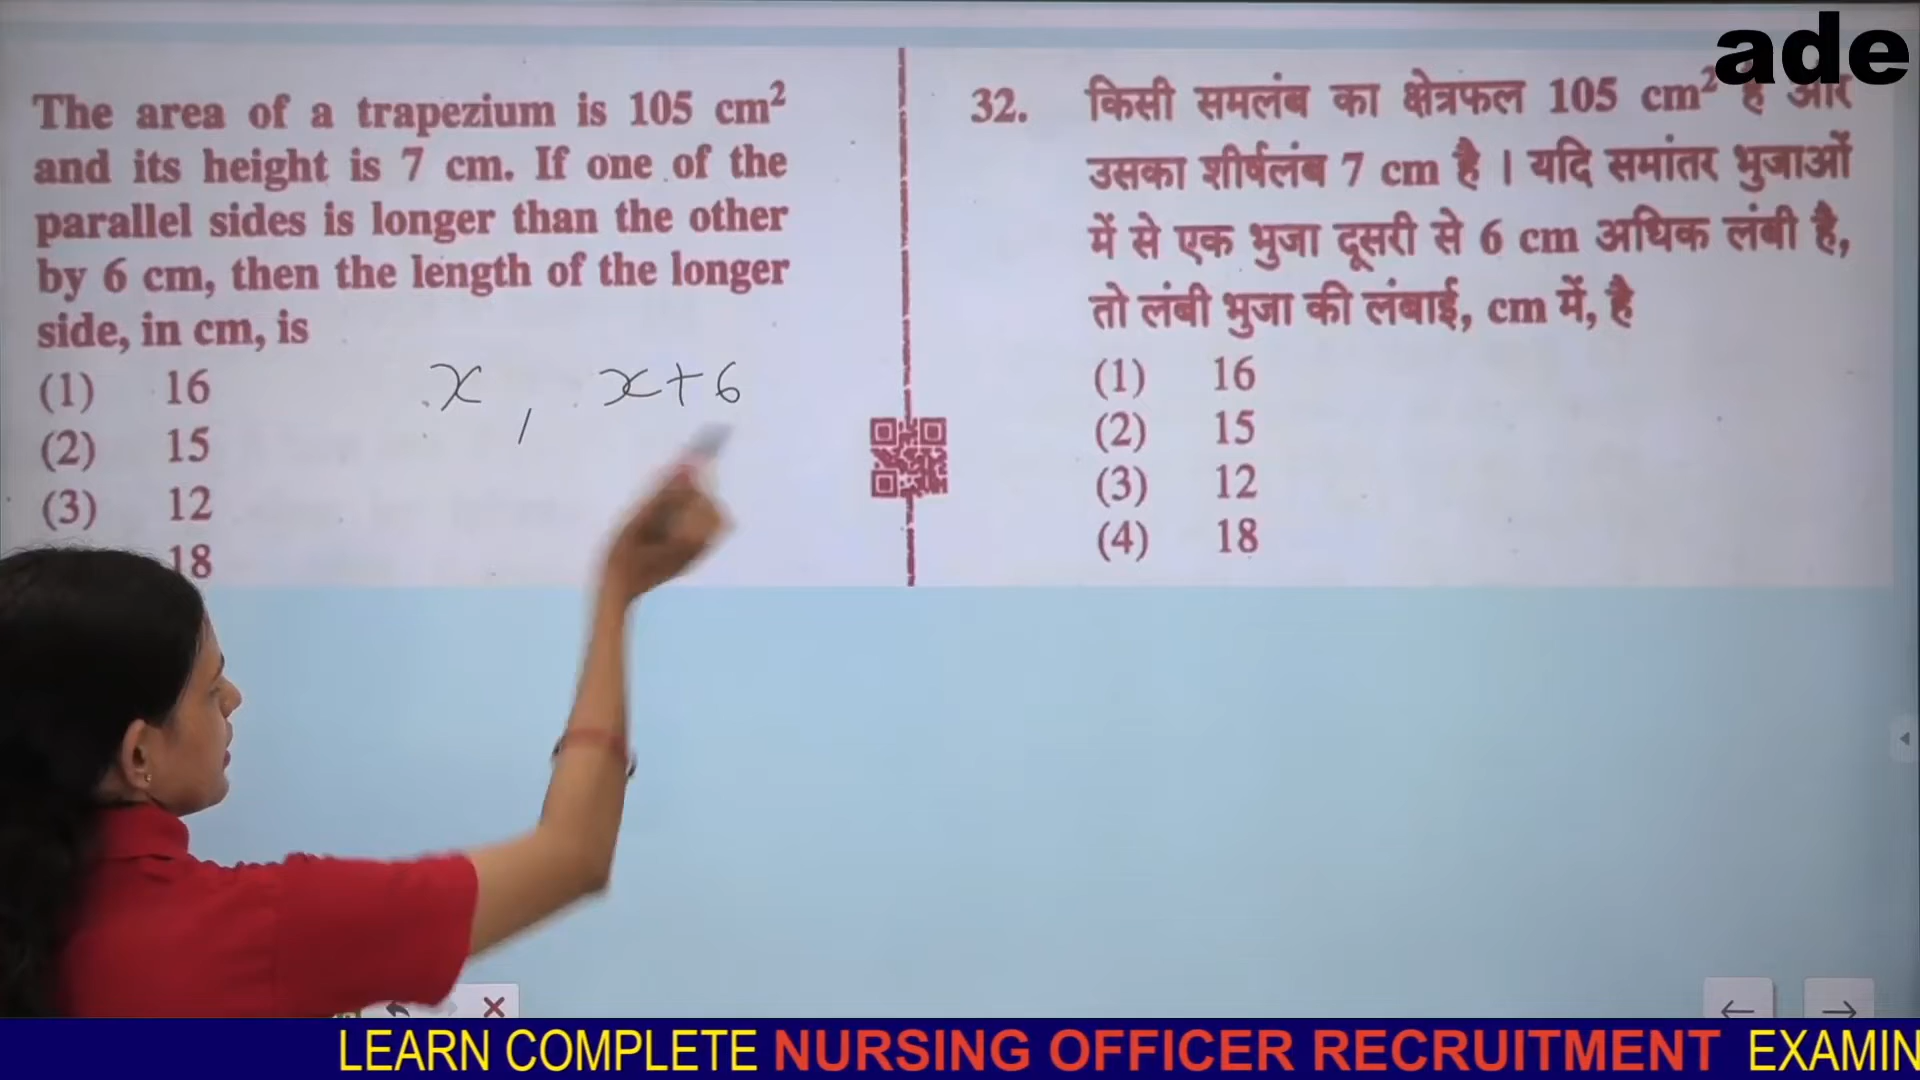 ade
The area of a trapezium is 105 cm²
and its height is 7 cm. If one of the
parallel sides is longer than the other
by 6 cm, then the length of the longer
side, in cm, is
(1) 16
(2) 15
(3) 12
18
x, x+6
32. किसी समलंब का क्षेत्रफल 105 cm² है और
उसका शीर्षलंब 7 cm है । यदि समांतर भुजाओं
में से एक भुजा दूसरी से 6 cm अधिक लंबी है,
तो लंबी भुजा की लंबाई, cm में, है
(1) 16
(2) 15
(3) 12
(4) 18
LEARN COMPLETE NURSING OFFICER RECRUITMENT EXAMIN